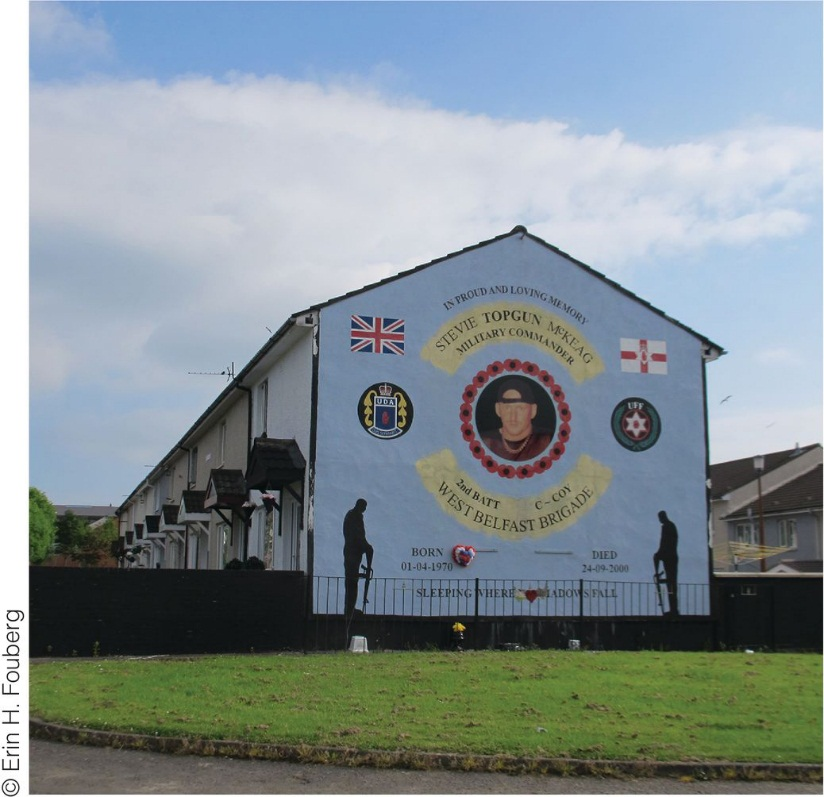 IN PROUD AND LOVING MEMORY
STEVIE TOPGUN McKEAG
MILITARY COMMANDER
UDA
UFF
2nd BATT C-COY
WEST BELFAST BRIGADE
BORN
01-04-1970
DIED
24-09-2000
SLEEPING WHERE FALL
© Erin H. Fouberg